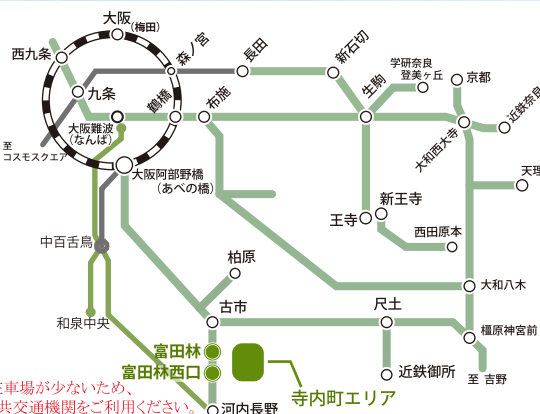 大阪
(梅田)
西九条
森ノ宮
長田
新石切
学研奈良
登美ヶ丘
京都
近鉄奈良
九条
鶴橋
布施
生駒
大和西大寺
大阪難波
(なんば)
至
コスモスクエア
大阪阿部野橋
(あべの橋)
天理
王寺
新王寺
西田原本
中百舌鳥
柏原
大和八木
和泉中央
古市
尺土
橿原神宮前
富田林
富田林西口
近鉄御所
至 吉野
寺内町エリア
車場が少ないため、
共交通機関をご利用ください。
河内長野